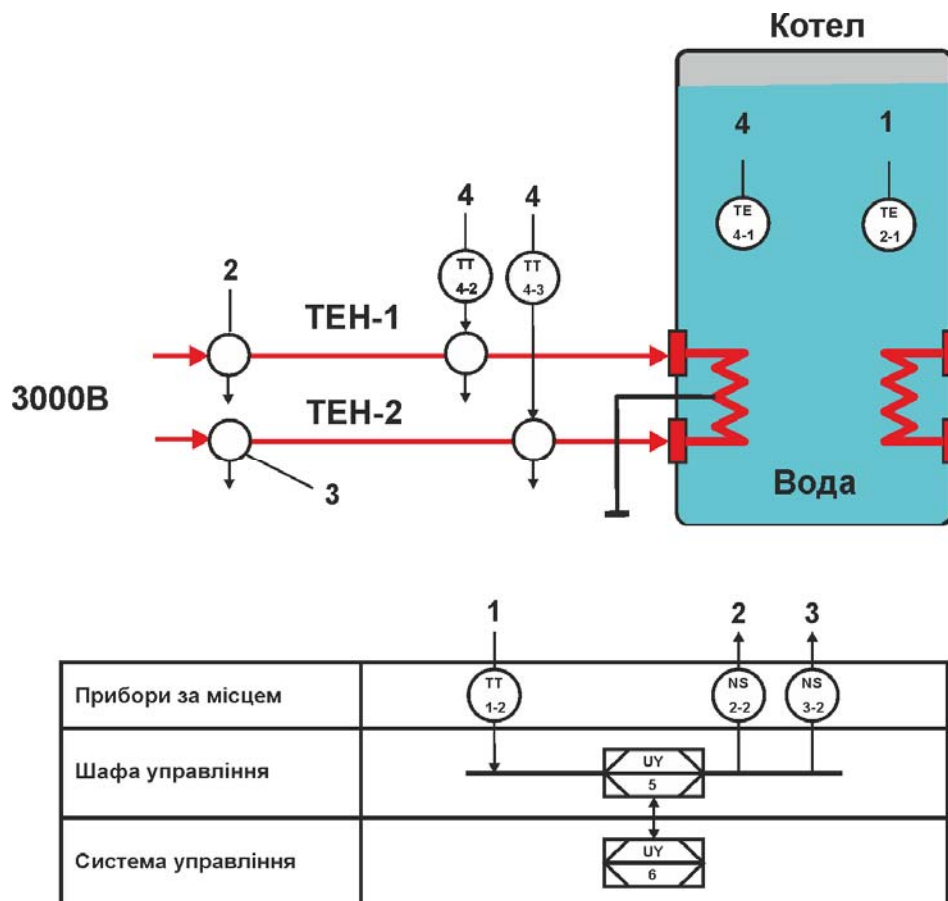 Котел
4
1
TE
4-1
TE
2-1
4
4
TT
4-2
TT
4-3
2
ТЕН-1
3000В
ТЕН-2
3
Вода
1
2
3
Прибори за місцем
TT
1-2
NS
2-2
NS
3-2
Шафа управління
UY
5
Система управління
UY
6